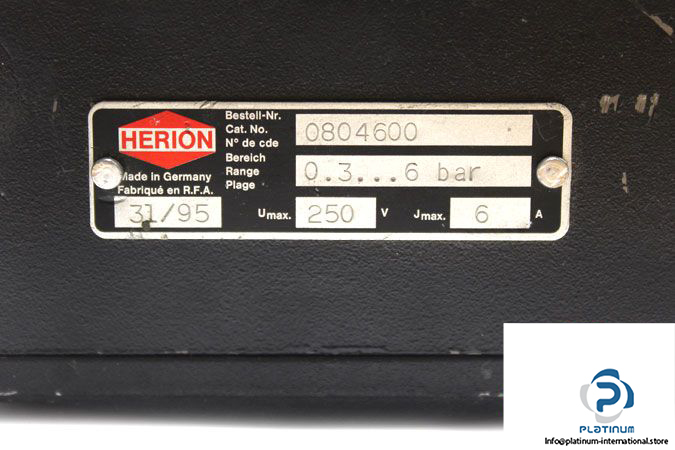 HERION
Made in Germany
Fabriqué en R.F.A.
31/95
Bestell-Nr.
Cat. No.
N° de cde
0804600
Bereich
Range
Plage
0.3...6 bar
Umax. 250 V
Jmax. 6 A
PLATINUM
Info@platinum-international.store